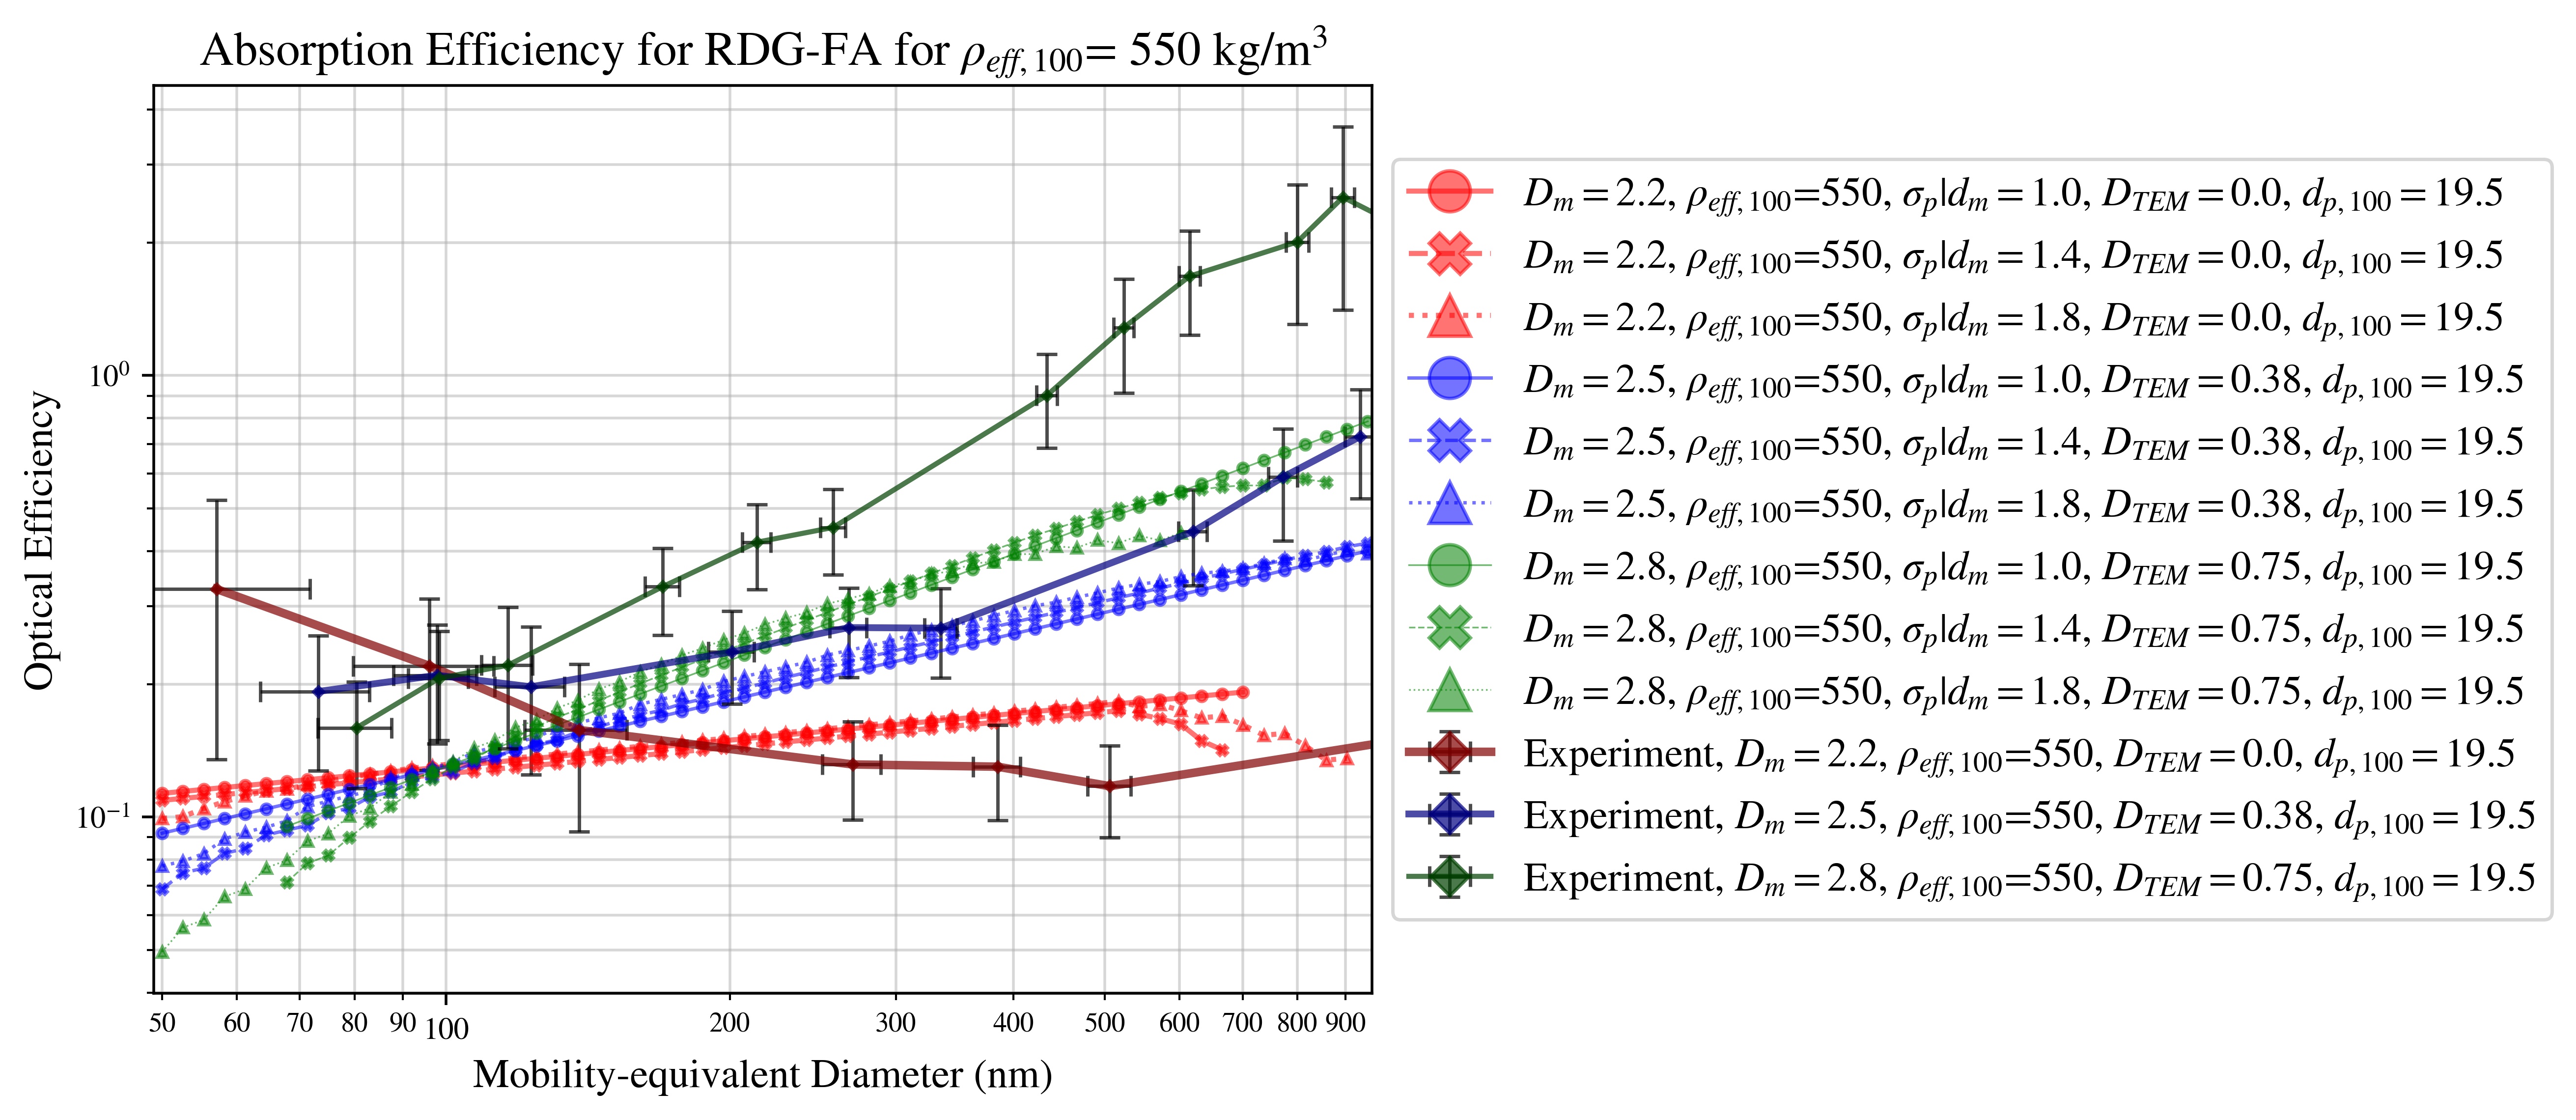 Absorption Efficiency for RDG-FA for ρeff,100= 550 kg/m³
Optical Efficiency
10⁰
10⁻¹
50 60 70 80 90 100 200 300 400 500 600 700 800 900
Mobility-equivalent Diameter (nm)
Dm = 2.2, ρeff,100=550, σp|dm = 1.0, DTEM = 0.0, dp,100 = 19.5
Dm = 2.2, ρeff,100=550, σp|dm = 1.4, DTEM = 0.0, dp,100 = 19.5
Dm = 2.2, ρeff,100=550, σp|dm = 1.8, DTEM = 0.0, dp,100 = 19.5
Dm = 2.5, ρeff,100=550, σp|dm = 1.0, DTEM = 0.38, dp,100 = 19.5
Dm = 2.5, ρeff,100=550, σp|dm = 1.4, DTEM = 0.38, dp,100 = 19.5
Dm = 2.5, ρeff,100=550, σp|dm = 1.8, DTEM = 0.38, dp,100 = 19.5
Dm = 2.8, ρeff,100=550, σp|dm = 1.0, DTEM = 0.75, dp,100 = 19.5
Dm = 2.8, ρeff,100=550, σp|dm = 1.4, DTEM = 0.75, dp,100 = 19.5
Dm = 2.8, ρeff,100=550, σp|dm = 1.8, DTEM = 0.75, dp,100 = 19.5
Experiment, Dm = 2.2, ρeff,100=550, DTEM = 0.0, dp,100 = 19.5
Experiment, Dm = 2.5, ρeff,100=550, DTEM = 0.38, dp,100 = 19.5
Experiment, Dm = 2.8, ρeff,100=550, DTEM = 0.75, dp,100 = 19.5